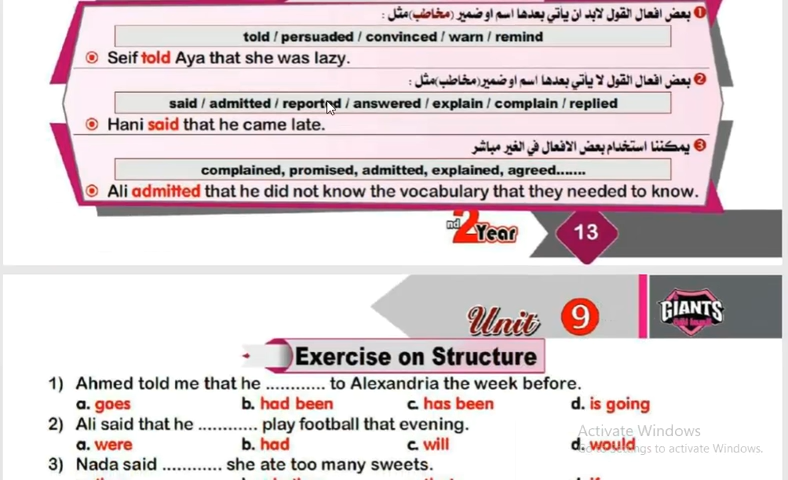 ❶ بعض افعال القول لابد ان يأتي بعدها اسم او ضمير (مخاطب) مثل :
told / persuaded / convinced / warn / remind
Seif told Aya that she was lazy.
❷ بعض افعال القول لا يأتي بعدها اسم او ضمير(مخاطب)مثل :
said / admitted / reported / answered / explain / complain / replied
Hani said that he came late.
❸ يمكننا استخدام بعض الافعال في الغير مباشر
complained, promised, admitted, explained, agreed.......
Ali admitted that he did not know the vocabulary that they needed to know.
2nd Year 13
Unit 9 GIANTS
Exercise on Structure
1) Ahmed told me that he ............ to Alexandria the week before.
a. goes b. had been c. has been d. is going
2) Ali said that he ............ play football that evening.
a. were b. had c. will d. would
3) Nada said ............ she ate too many sweets.
Activate Windows
Go to Settings to activate Windows.